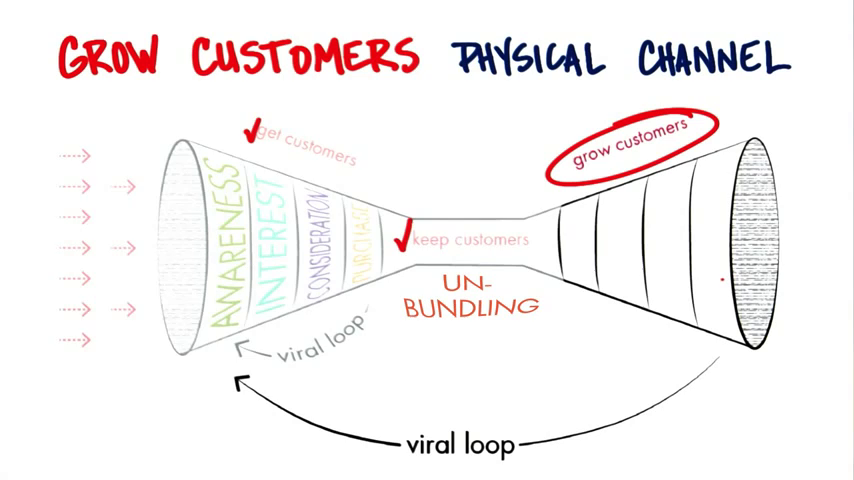 GROW CUSTOMERS PHYSICAL CHANNEL
get customers
grow customers
AWARENESS
INTEREST
CONSIDERATION
PURCHASE
keep customers
UN-
BUNDLING
viral loop
viral loop